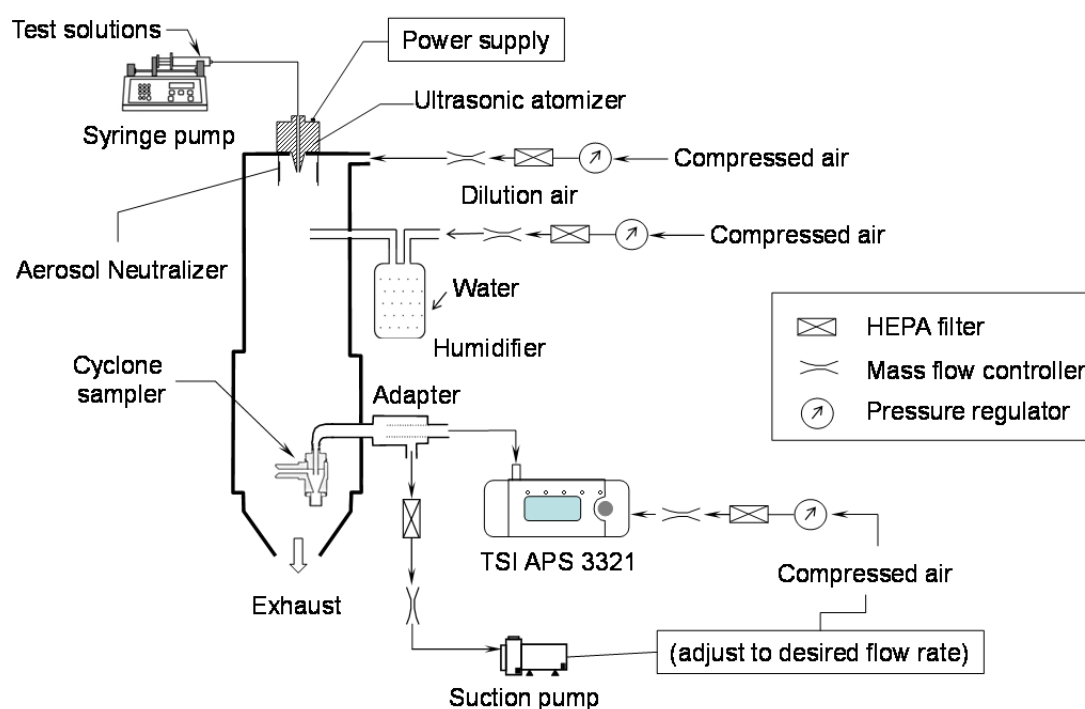 Test solutions
Power supply
Ultrasonic atomizer
Syringe pump
Compressed air
Dilution air
Compressed air
Aerosol Neutralizer
Water
Humidifier
HEPA filter
Mass flow controller
Pressure regulator
Cyclone
sampler
Adapter
TSI APS 3321
Compressed air
Exhaust
(adjust to desired flow rate)
Suction pump